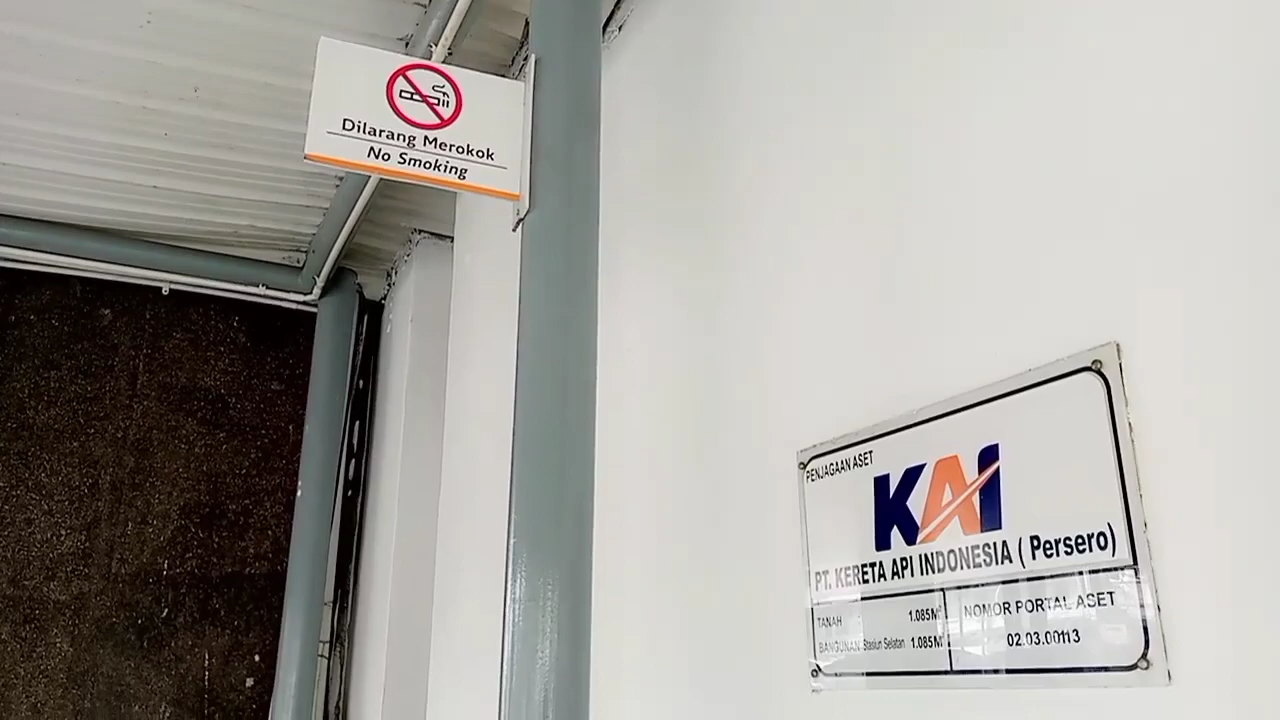 Dilarang Merokok
No Smoking
PENJAGAAN ASET
KAI
PT. KERETA API INDONESIA ( Persero)
TANAH 1.085M²
BANGUNAN Stasiun Selatan 1.085M²
NOMOR PORTAL ASET
02.03.00113